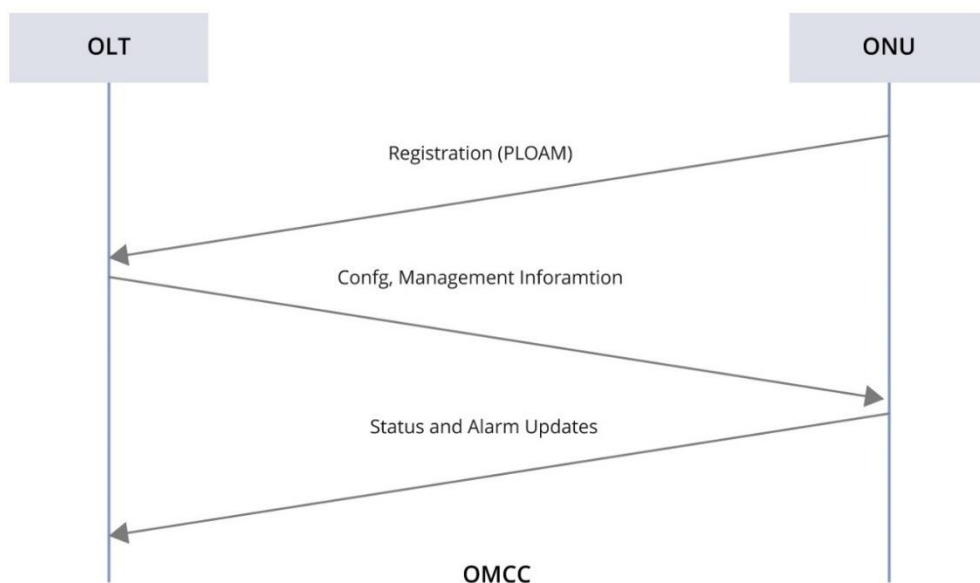 OLT
ONU
Registration (PLOAM)
Confg, Management Inforamtion
Status and Alarm Updates
OMCC